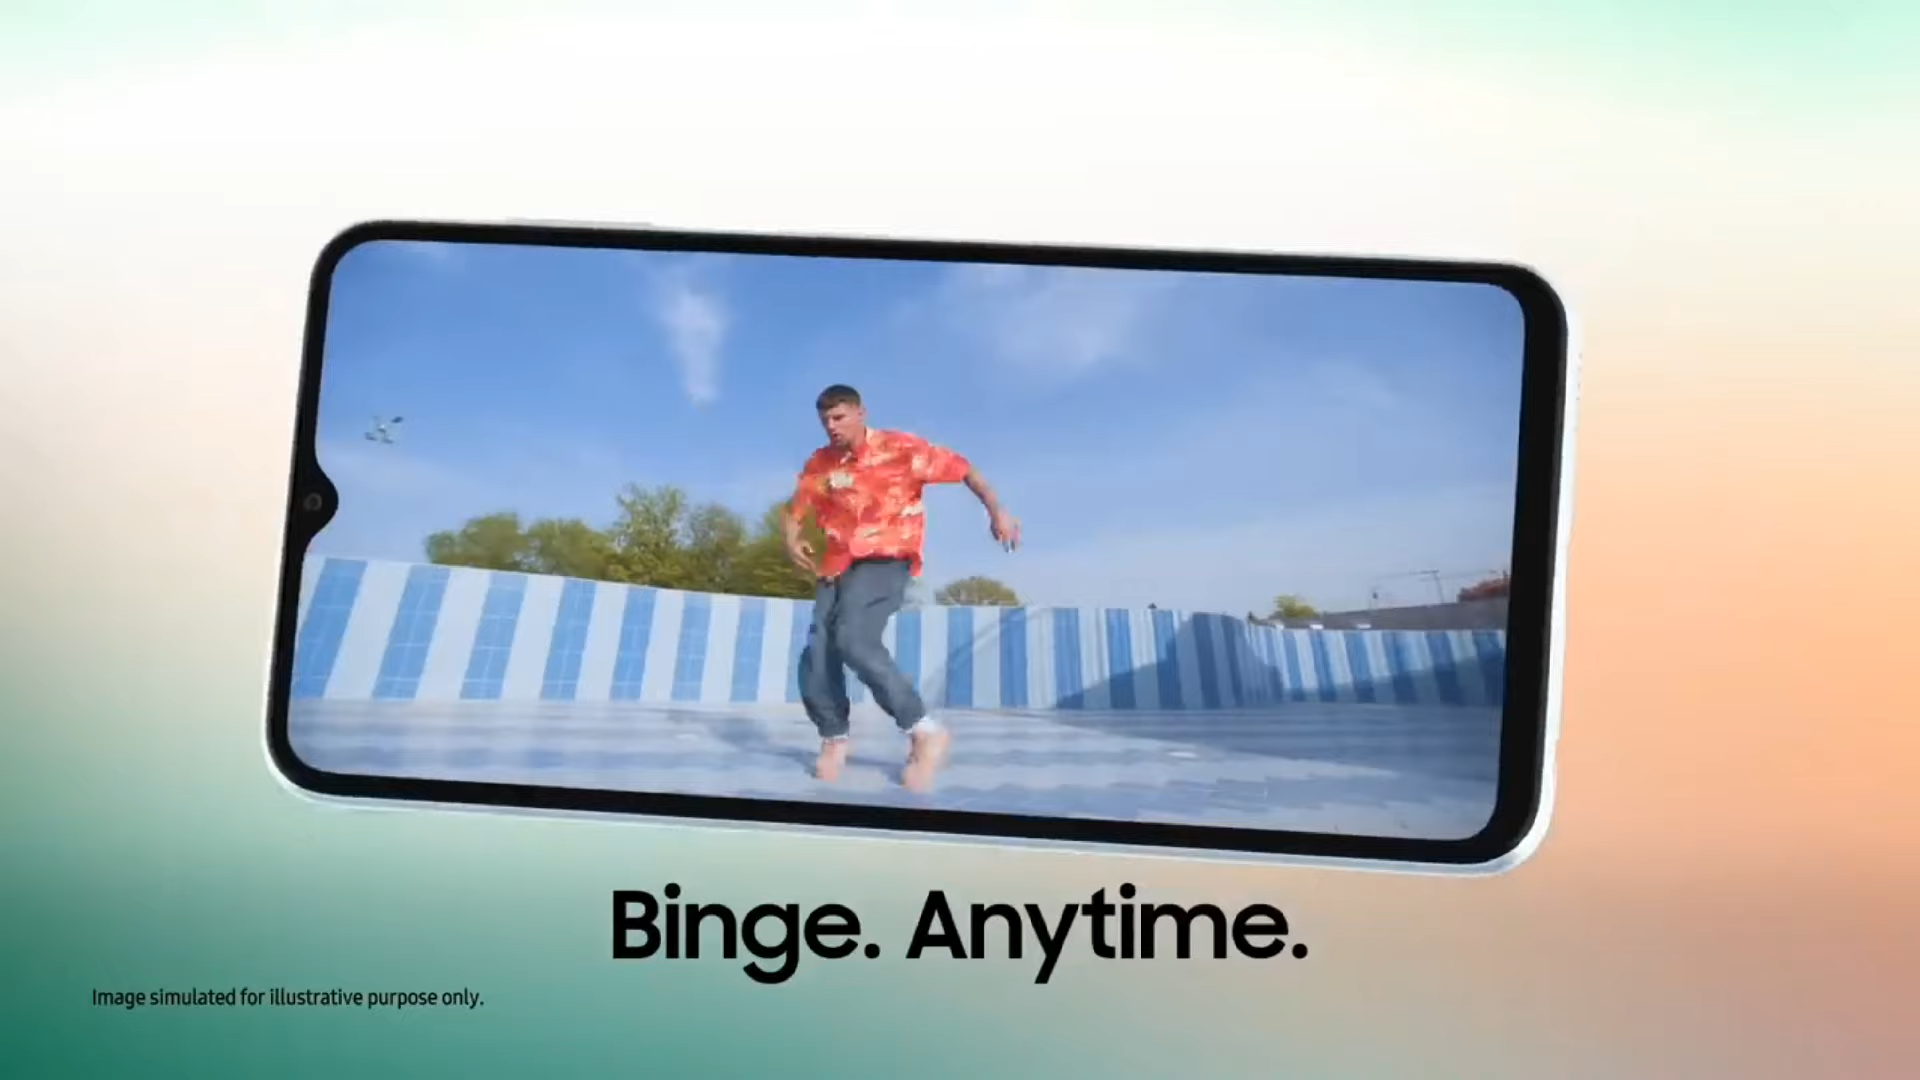 Binge. Anytime.
Image simulated for illustrative purpose only.